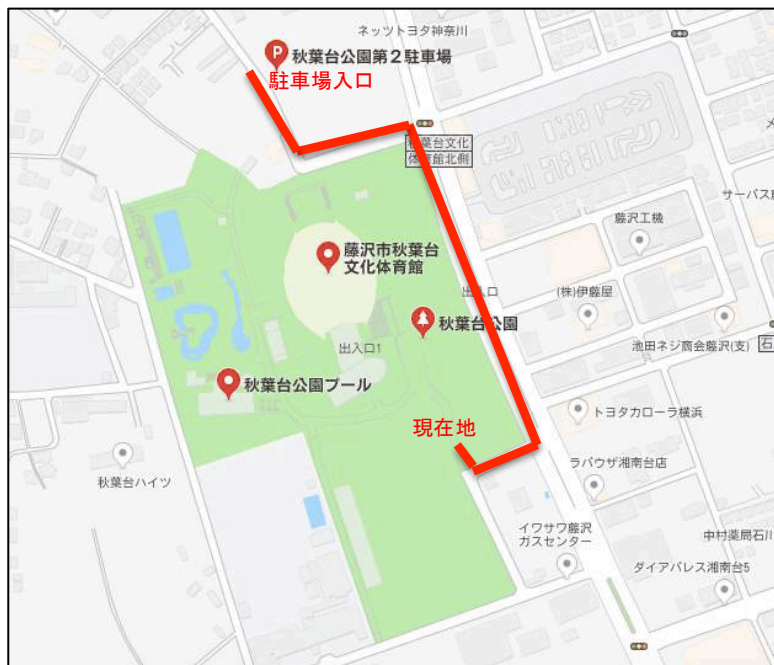 ネッツトヨタ神奈川
P 秋葉台公園第2駐車場
駐車場入口
秋葉台文化
体育館北側
サーバス
藤沢工機
藤沢市秋葉台
文化体育館
出入口
(株)伊藤屋
秋葉台公園
出入口1
池田ネジ商会藤沢(支)
石
秋葉台公園プール
トヨタカローラ横浜
現在地
ラパウザ湘南台店
秋葉台ハイツ
イワサワ藤沢
ガスセンター
中村薬局石川
ダイアパレス湘南台5